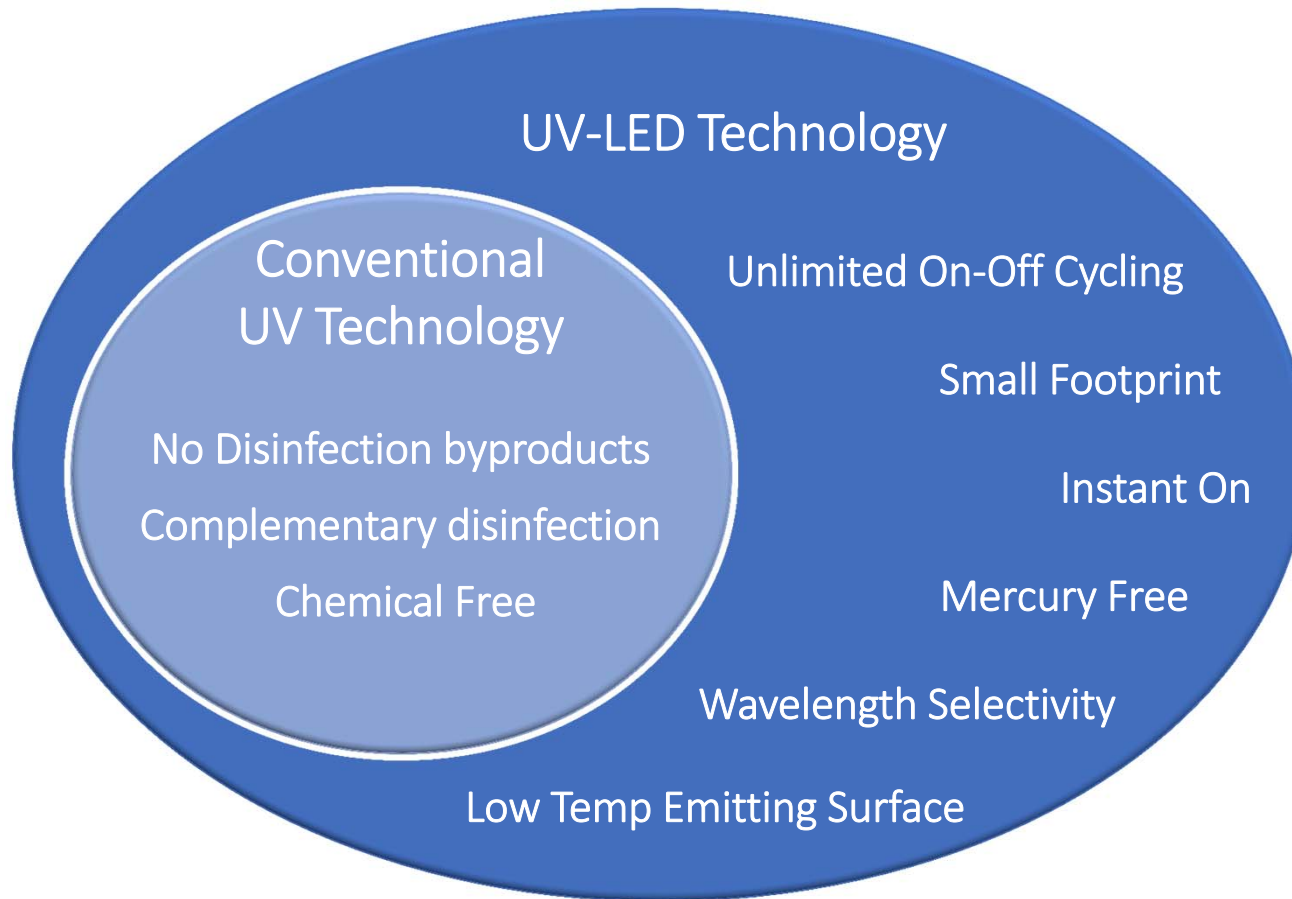 UV-LED Technology
Conventional
UV Technology
No Disinfection byproducts
Complementary disinfection
Chemical Free
Unlimited On-Off Cycling
Small Footprint
Instant On
Mercury Free
Wavelength Selectivity
Low Temp Emitting Surface